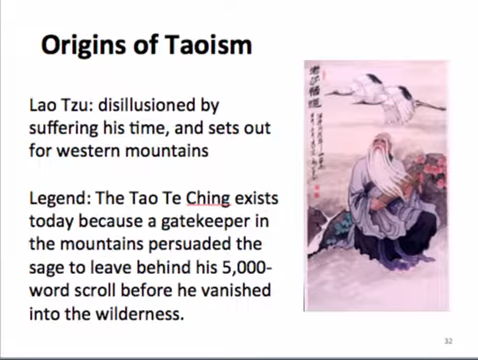 Origins of Taoism
Lao Tzu: disillusioned by
suffering his time, and sets out
for western mountains
Legend: The Tao Te Ching exists
today because a gatekeeper in
the mountains persuaded the
sage to leave behind his 5,000-
word scroll before he vanished
into the wilderness.
32